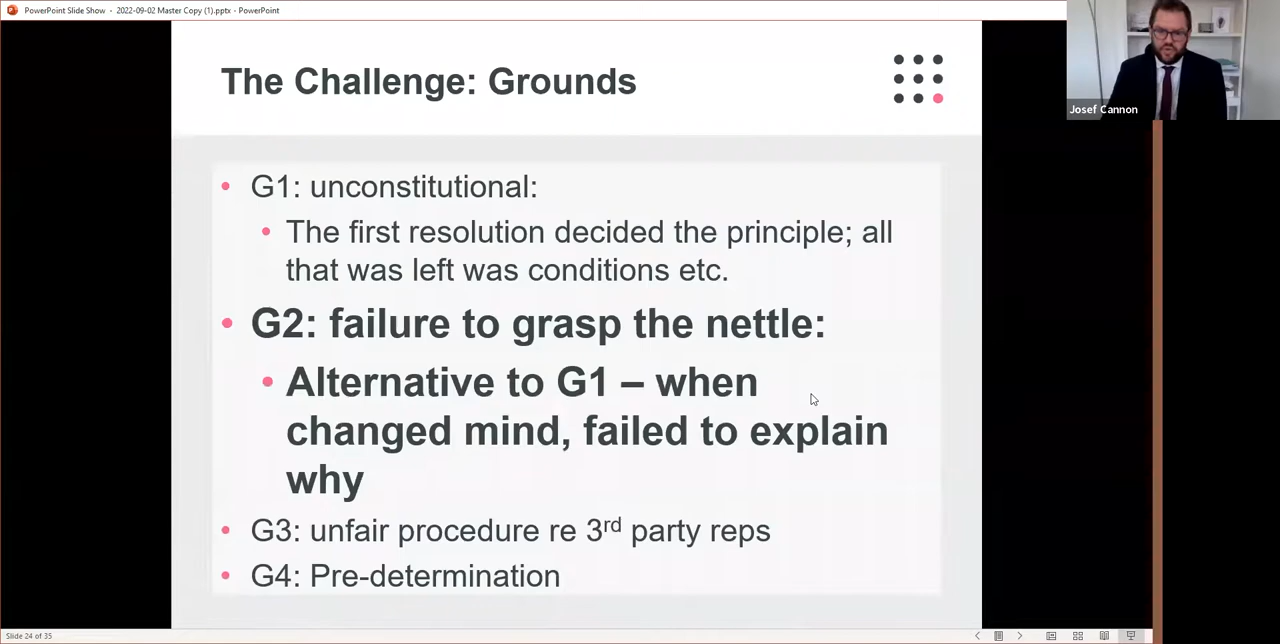 PowerPoint Slide Show - 2022-09-02 Master Copy (1).pptx - PowerPoint
Josef Cannon
The Challenge: Grounds
• G1: unconstitutional:
• The first resolution decided the principle; all
that was left was conditions etc.
• G2: failure to grasp the nettle:
• Alternative to G1 – when
changed mind, failed to explain
why
• G3: unfair procedure re 3rd party reps
• G4: Pre-determination
Slide 24 of 35